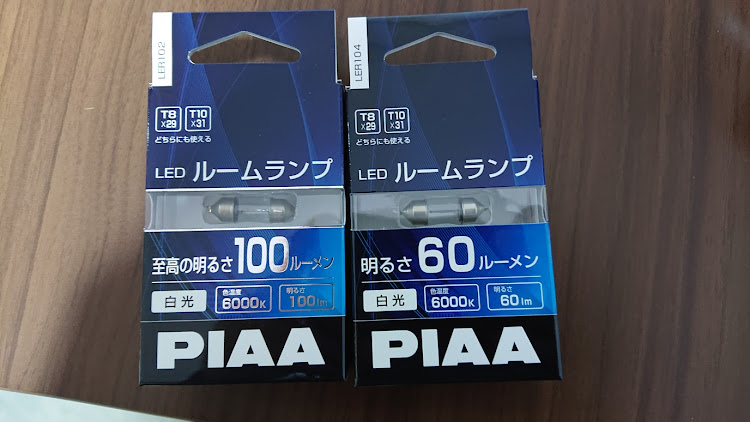 LER102
T8
×29
T10
×31
どちらにも使える
LED ルームランプ
至高の明るさ100ルーメン
白光
色温度
6000K
明るさ
100lm
PIAA
LER104
T8
×29
T10
×31
どちらにも使える
LED ルームランプ
明るさ60ルーメン
白光
色温度
6000K
明るさ
60lm
PIAA